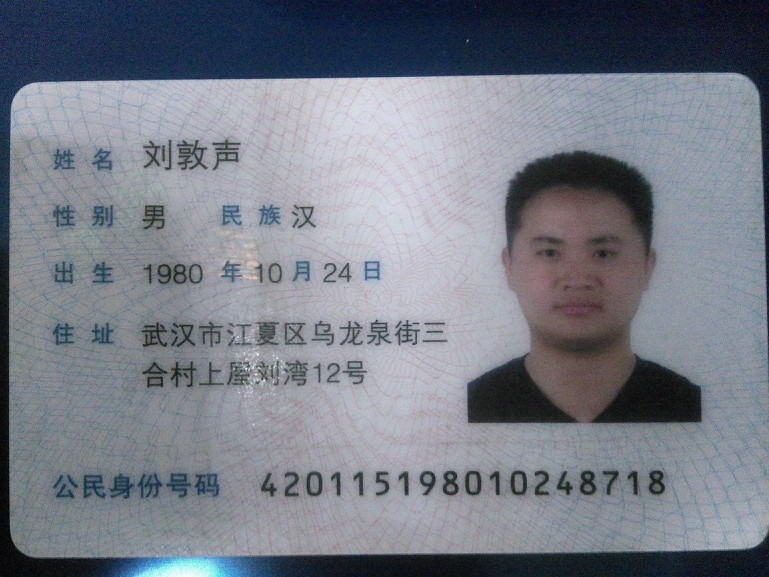 姓名 刘敦声
性别 男 民族 汉
出生 1980 年 10 月 24 日
住址 武汉市江夏区乌龙泉街三
合村上屋刘湾12号
公民身份号码 420115198010248718